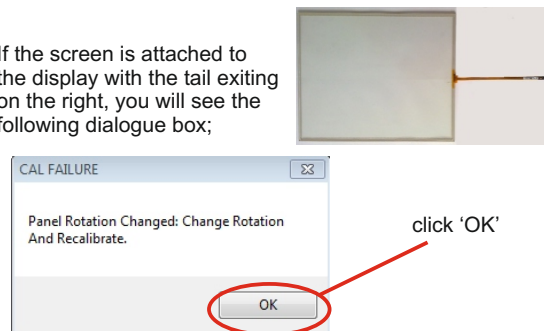 If the screen is attached to
the display with the tail exiting
on the right, you will see the
following dialogue box;
CAL FAILURE
Panel Rotation Changed: Change Rotation
And Recalibrate.
click ‘OK’
OK